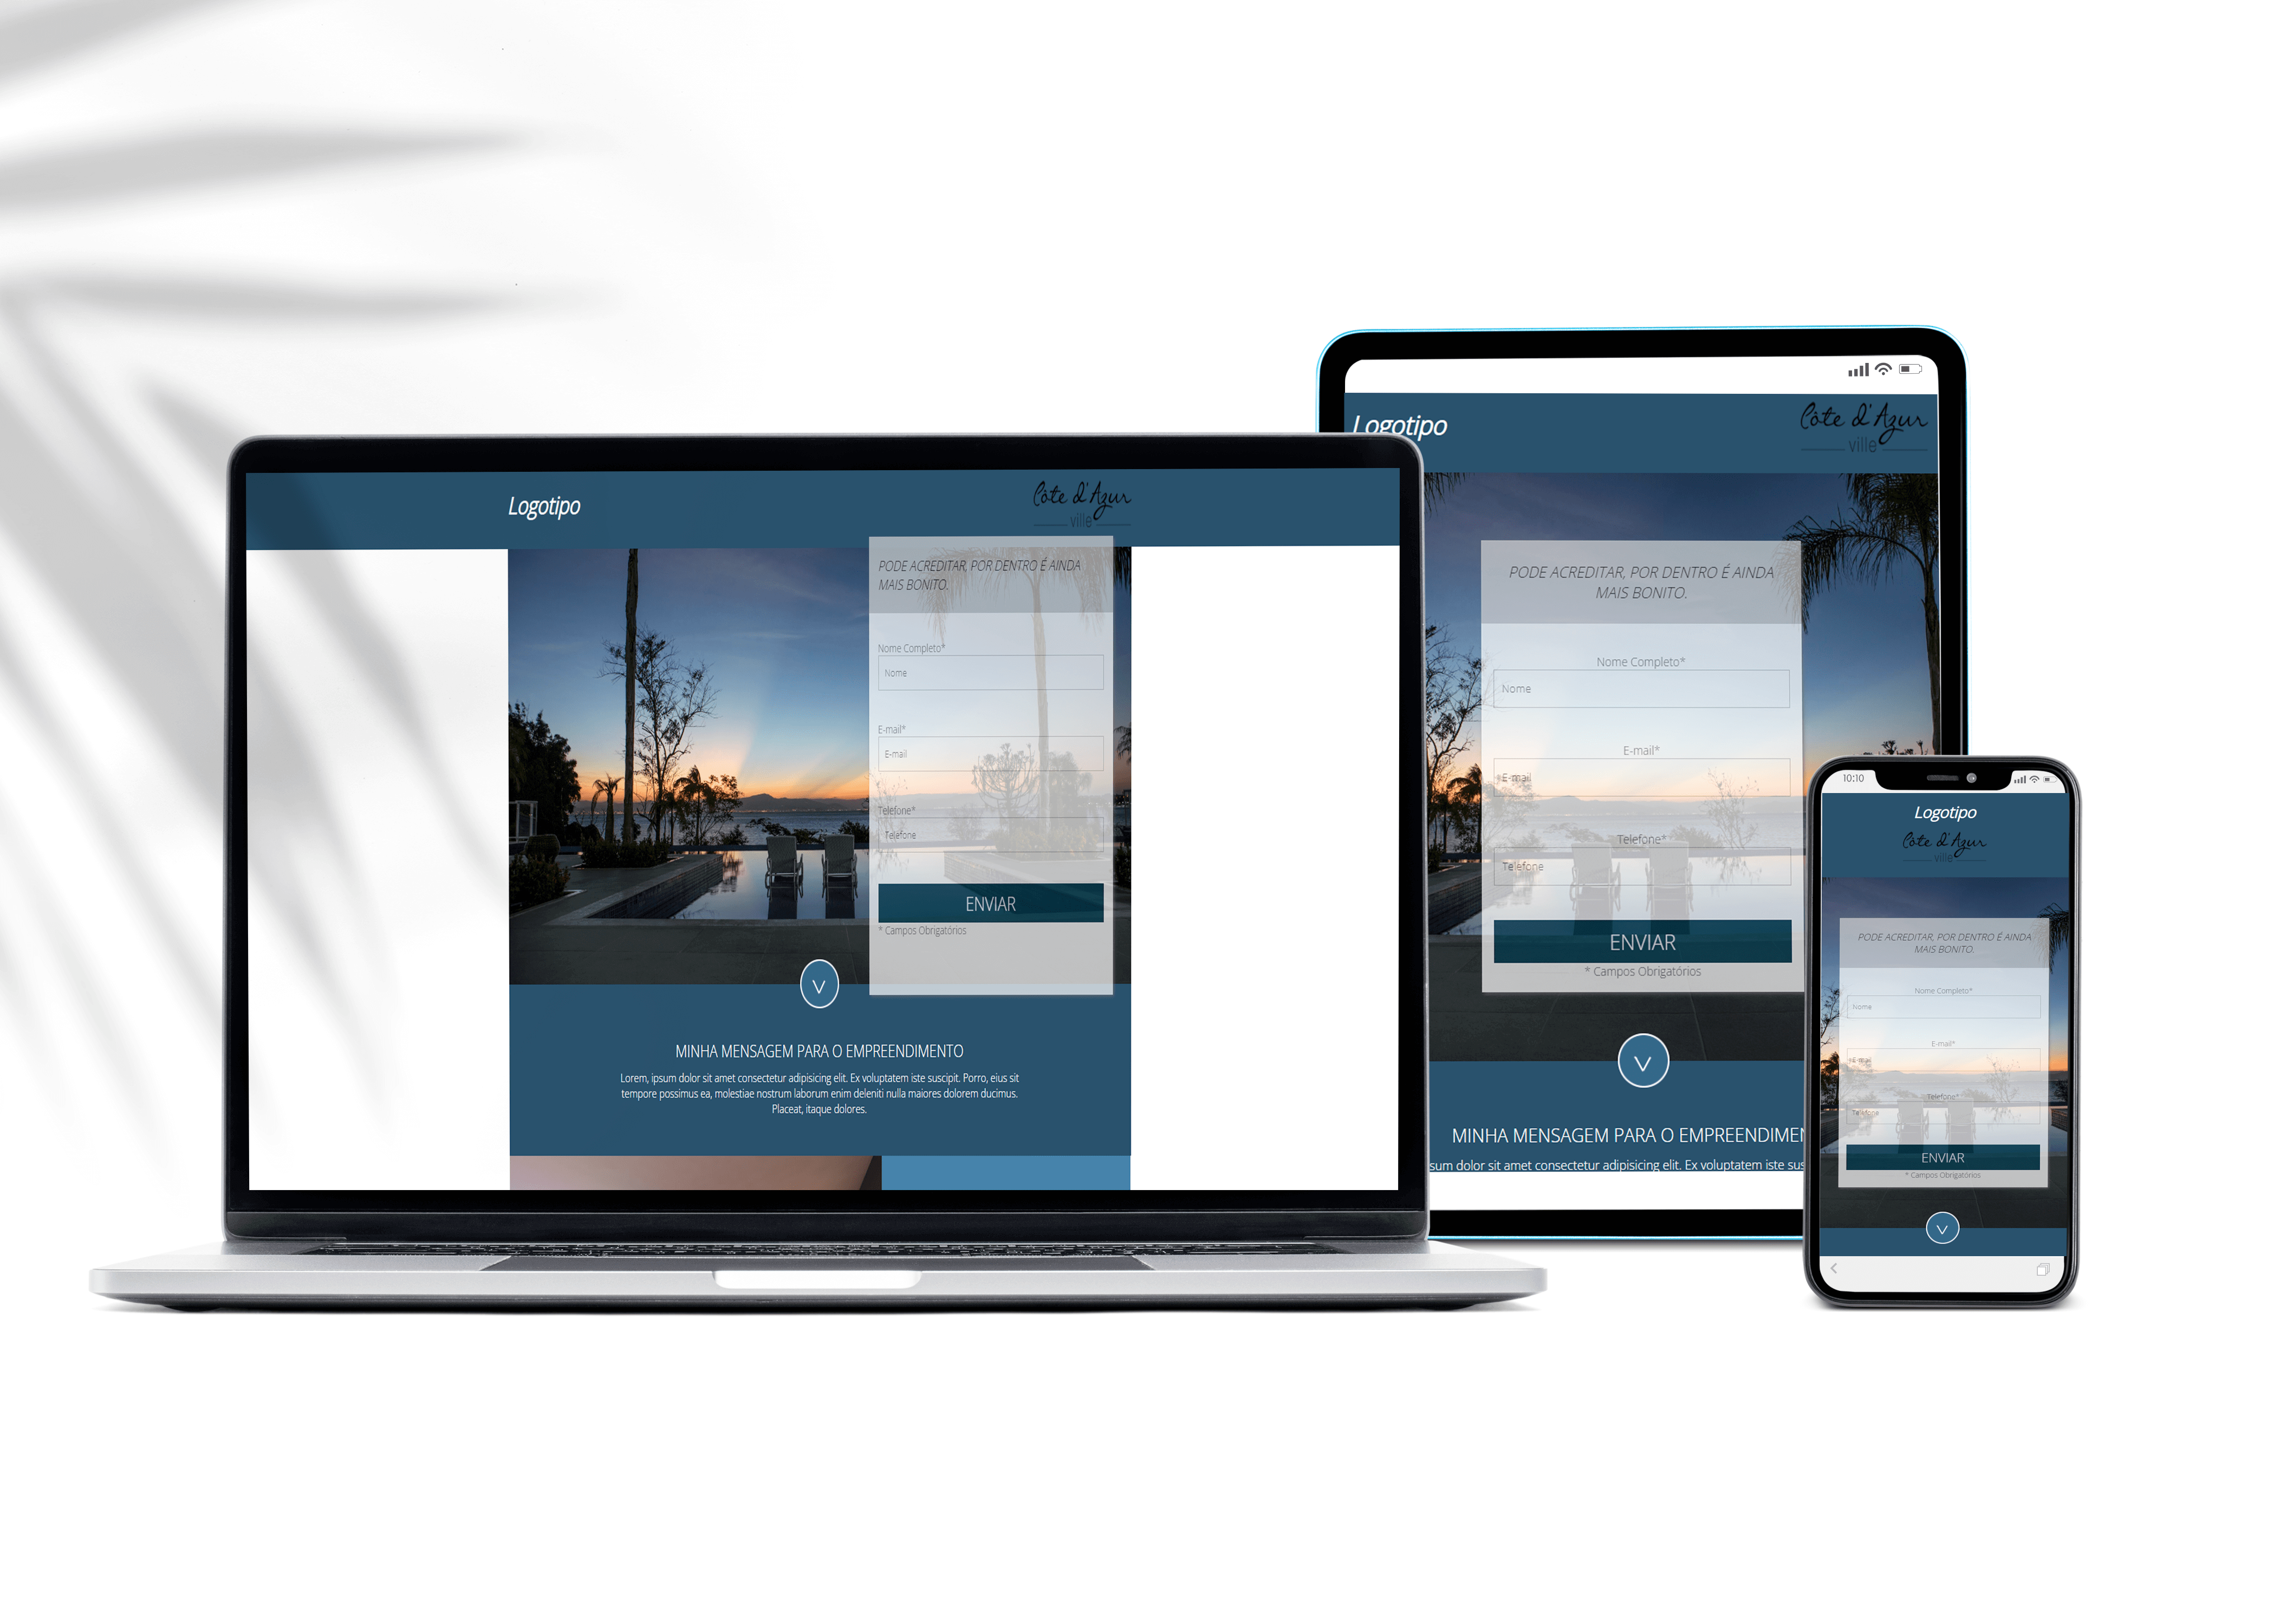 Logotipo
Côte d'Azur
ville
PODE ACREDITAR, POR DENTRO É AINDA
MAIS BONITO.
Nome Completo*
Nome
E-mail*
E-mail
Telefone*
Telefone
ENVIAR
* Campos Obrigatórios
V
MINHA MENSAGEM PARA O EMPREENDIMENTO
Lorem, ipsum dolor sit amet consectetur adipisicing elit. Ex voluptatem iste suscipit. Porro, eius sit
tempore possimus ea, molestiae nostrum laborum enim deleniti nulla maiores dolorem ducimus.
Placeat, itaque dolores.
Logotipo
Côte d'Azur
ville
PODE ACREDITAR, POR DENTRO É AINDA
MAIS BONITO.
Nome Completo*
Nome
E-mail*
E-mail
Telefone*
Telefone
ENVIAR
* Campos Obrigatórios
V
MINHA MENSAGEM PARA O EMPREENDIMEN
sum dolor sit amet consectetur adipisicing elit. Ex voluptatem iste sus
10:10
Logotipo
Côte d'Azur
ville
PODE ACREDITAR, POR DENTRO É AINDA
MAIS BONITO.
Nome Completo*
Nome
E-mail*
E-mail
Telefone*
Telefone
ENVIAR
* Campos Obrigatórios
V